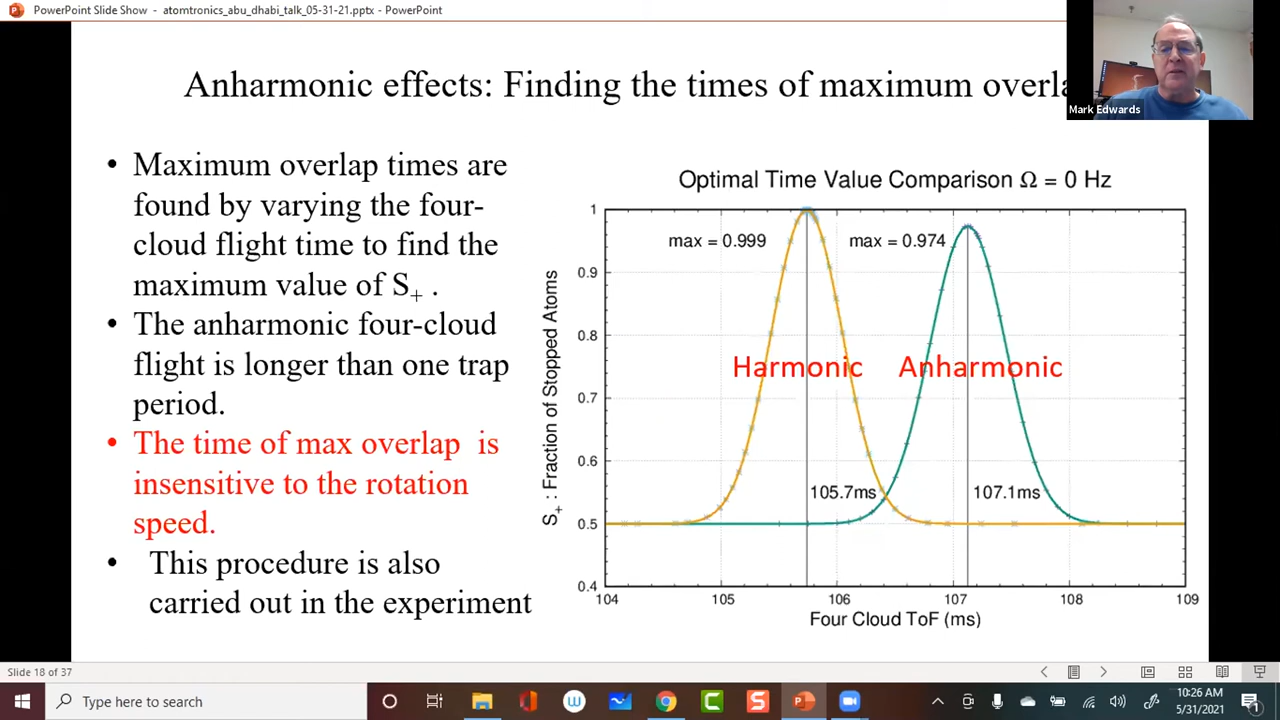 PowerPoint Slide Show - atomtronics_abu_dhabi_talk_05-31-21.pptx - PowerPoint
Mark Edwards
Anharmonic effects: Finding the times of maximum overla
• Maximum overlap times are
found by varying the four-
cloud flight time to find the
maximum value of S+ .
• The anharmonic four-cloud
flight is longer than one trap
period.
• The time of max overlap is
insensitive to the rotation
speed.
• This procedure is also
carried out in the experiment
Optimal Time Value Comparison Ω = 0 Hz
S+ : Fraction of Stopped Atoms
1
0.9
0.8
0.7
0.6
0.5
0.4
max = 0.999
max = 0.974
Harmonic
Anharmonic
105.7ms
107.1ms
104 105 106 107 108 109
Four Cloud ToF (ms)
Slide 18 of 37
Type here to search
10:26 AM
5/31/2021